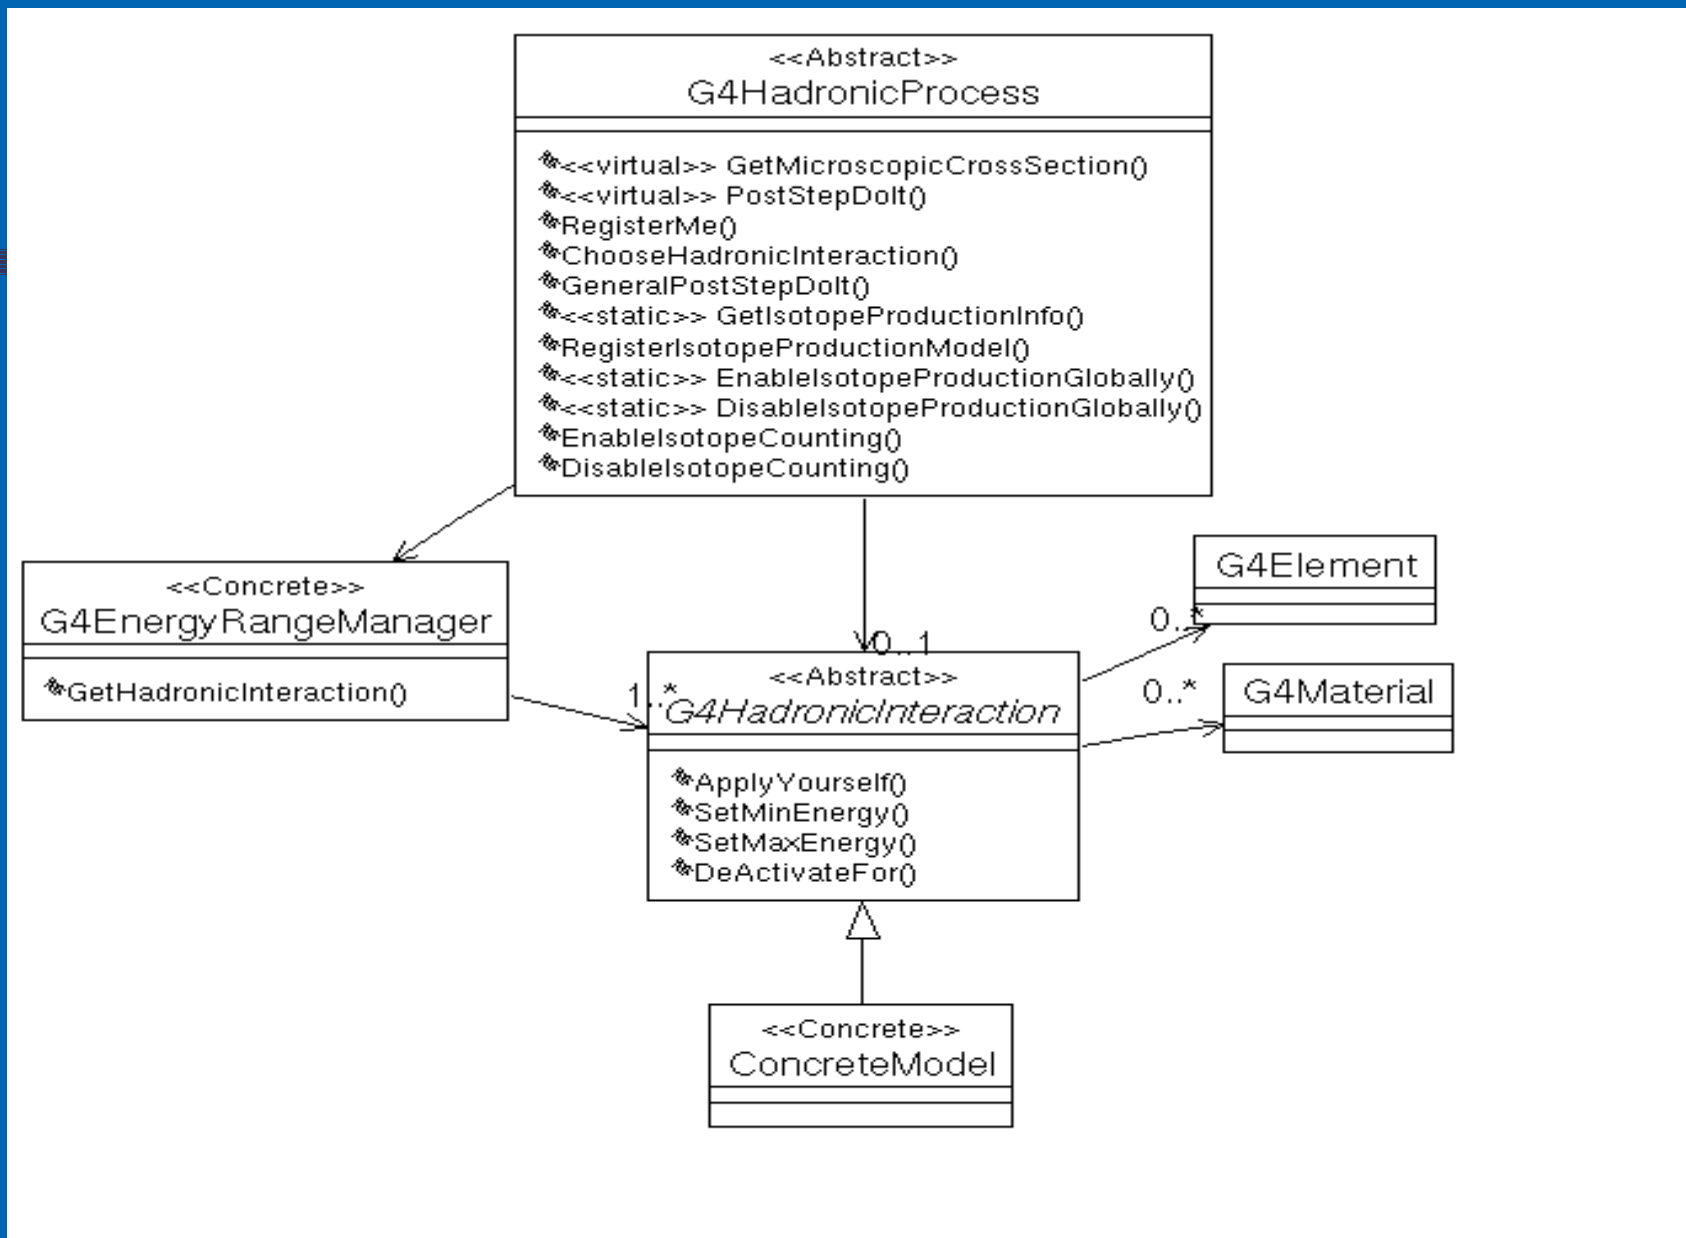 <<Abstract>>
G4HadronicProcess
<<virtual>> GetMicroscopicCrossSection()
<<virtual>> PostStepDoIt()
RegisterMe()
ChooseHadronicInteraction()
GeneralPostStepDoIt()
<<static>> GetIsotopeProductionInfo()
RegisterIsotopeProductionModel()
<<static>> EnableIsotopeProductionGlobally()
<<static>> DisableIsotopeProductionGlobally()
EnableIsotopeCounting()
DisableIsotopeCounting()
<<Concrete>>
G4EnergyRangeManager
GetHadronicInteraction()
1..*
0..1
<<Abstract>>
G4HadronicInteraction
ApplyYourself()
SetMinEnergy()
SetMaxEnergy()
DeActivateFor()
0..*
G4Element
0..*
G4Material
<<Concrete>>
ConcreteModel